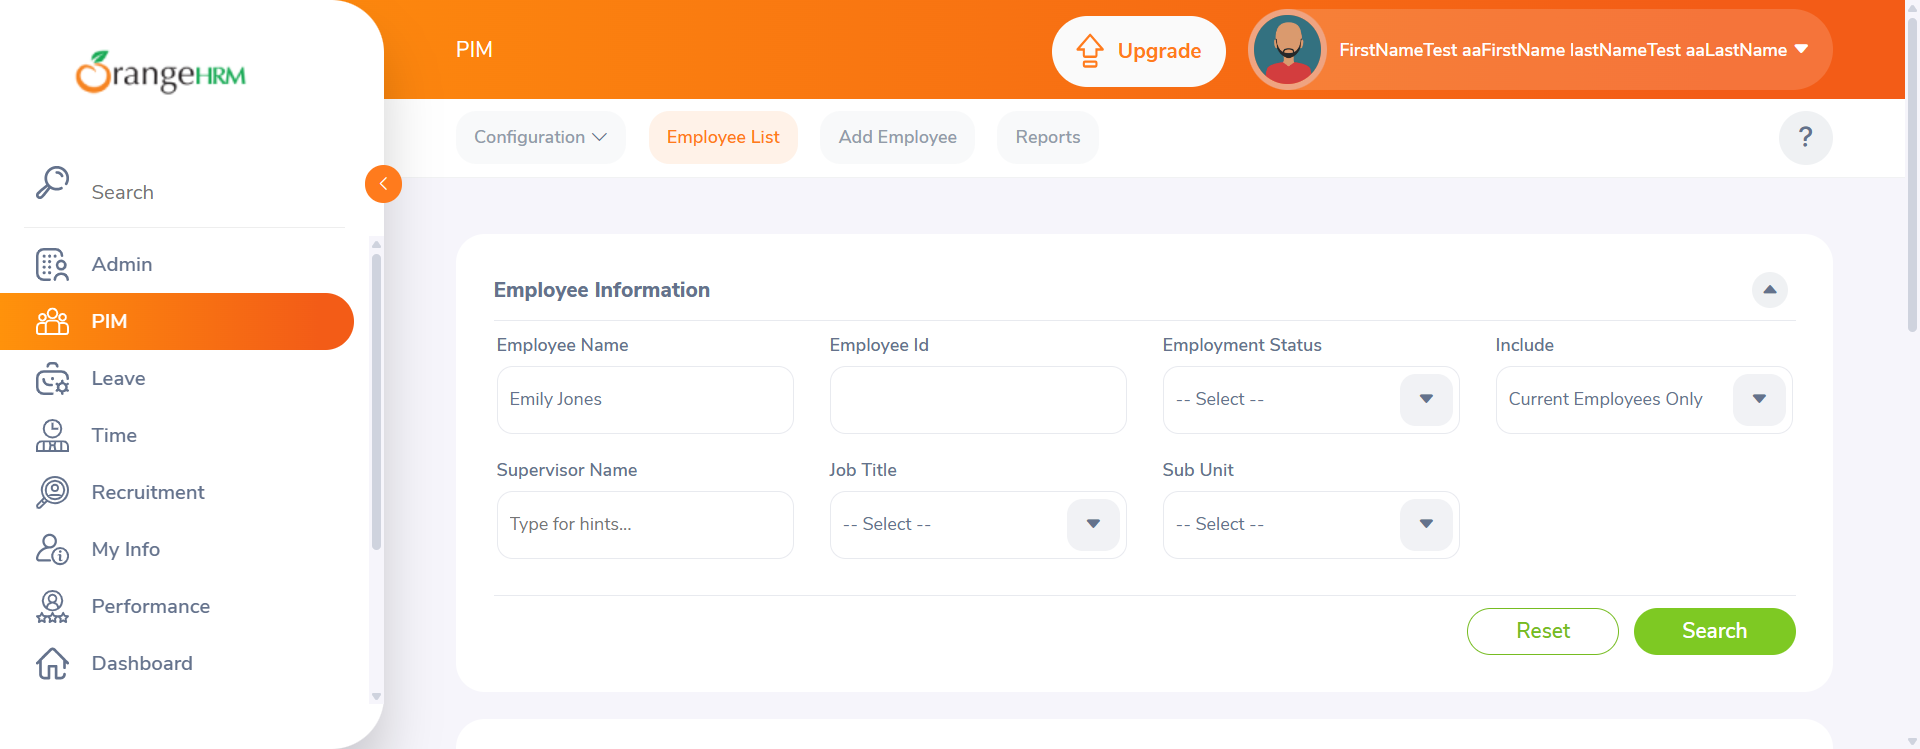 OrangeHRM
PIM
Upgrade
FirstNameTest aaFirstName lastNameTest aaLastName
Configuration
Employee List
Add Employee
Reports
?
Search
Admin
PIM
Leave
Time
Recruitment
My Info
Performance
Dashboard
Employee Information
Employee Name
Employee Id
Employment Status
Include
Emily Jones
-- Select --
Current Employees Only
Supervisor Name
Job Title
Sub Unit
Type for hints...
-- Select --
-- Select --
Reset
Search